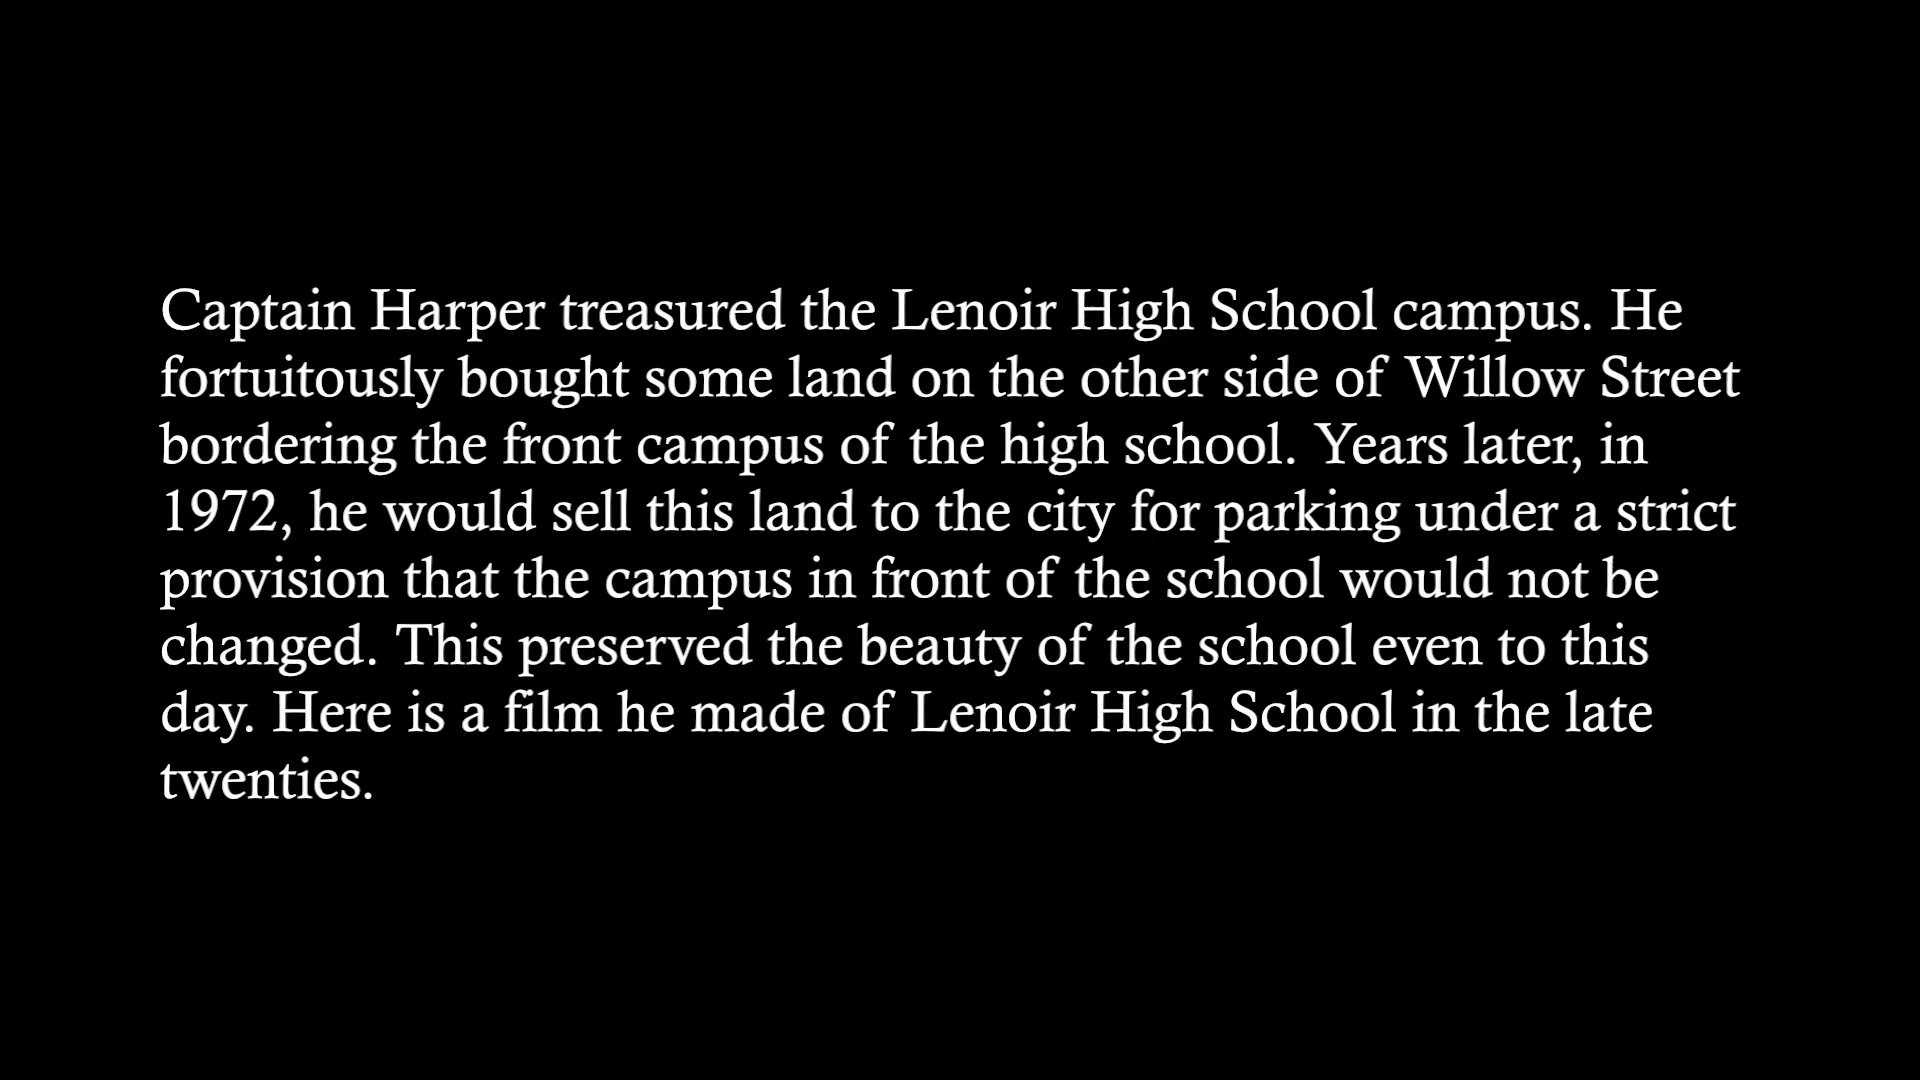 Captain Harper treasured the Lenoir High School campus. He
fortuitously bought some land on the other side of Willow Street
bordering the front campus of the high school. Years later, in
1972, he would sell this land to the city for parking under a strict
provision that the campus in front of the school would not be
changed. This preserved the beauty of the school even to this
day. Here is a film he made of Lenoir High School in the late
twenties.